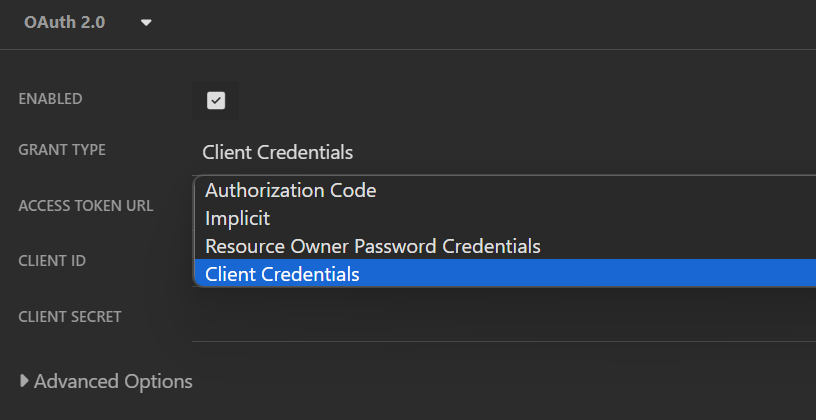 OAuth 2.0
ENABLED
GRANT TYPE
Client Credentials
Authorization Code
Implicit
ACCESS TOKEN URL
Resource Owner Password Credentials
CLIENT ID
Client Credentials
CLIENT SECRET
Advanced Options